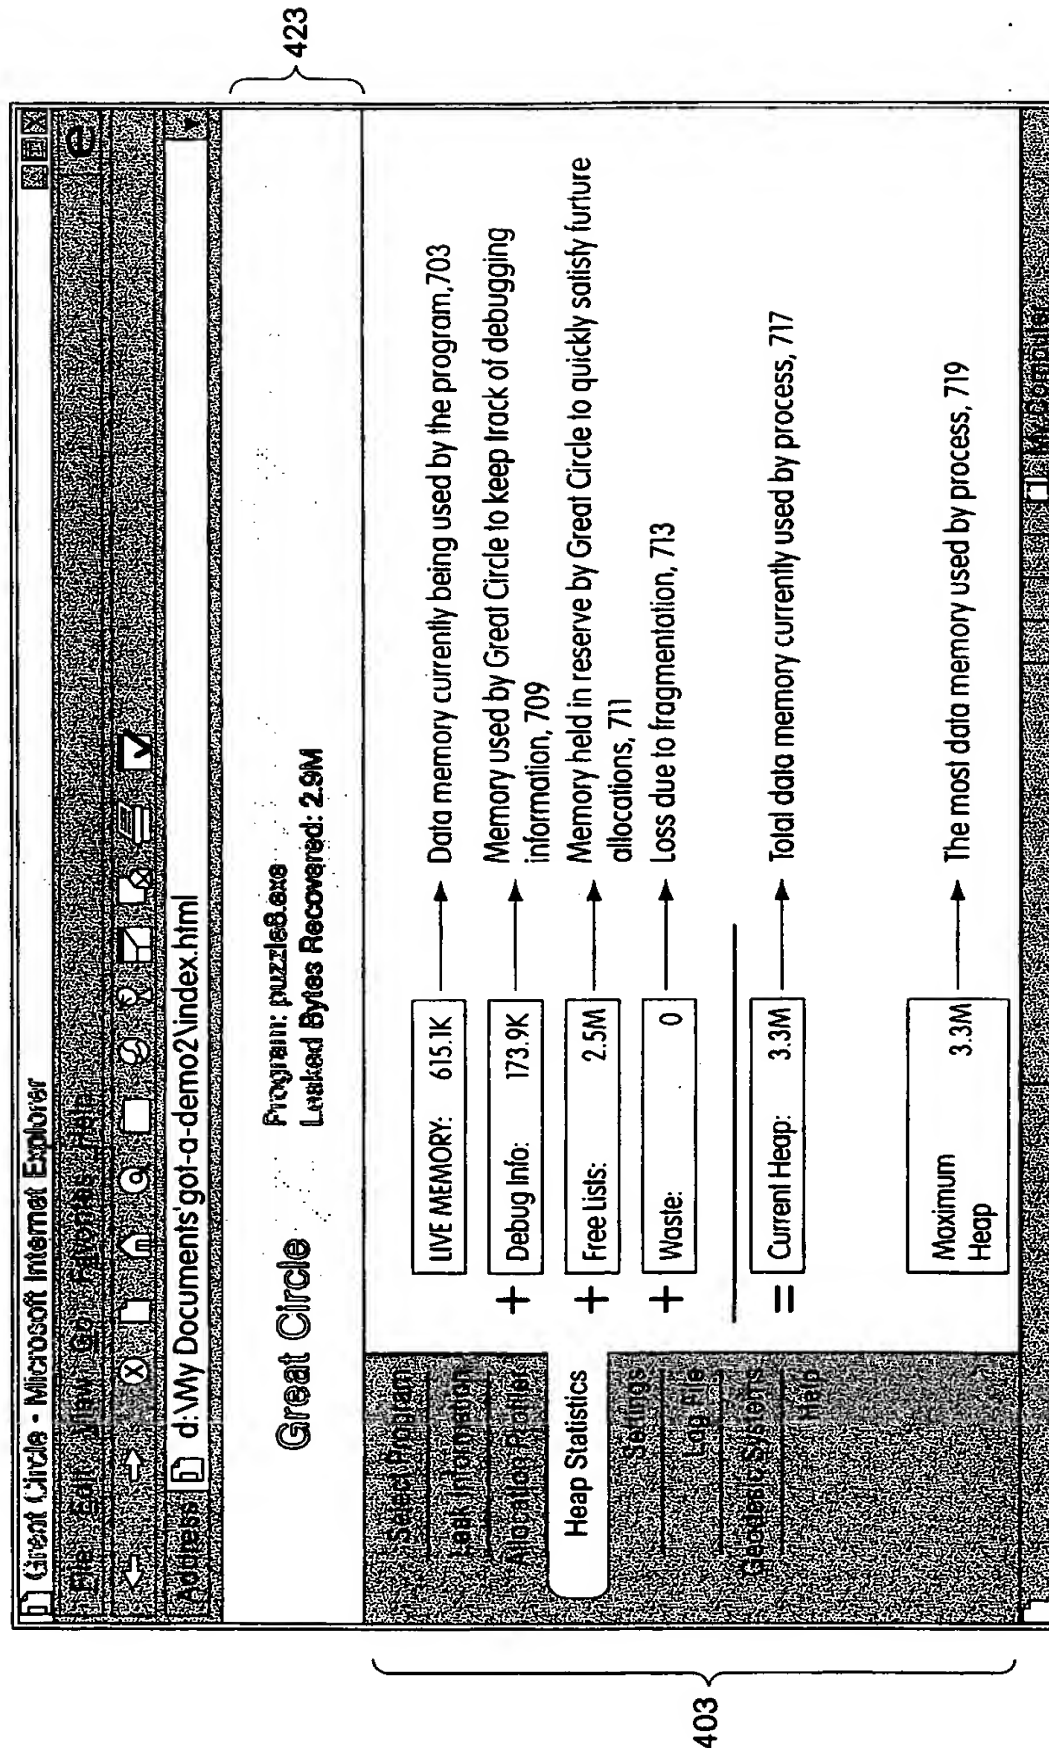 Great Circle - Microsoft Internet Explorer
File Edit View Go Favorites Help
Address d:\My Documents'got-a-demo2\index.html
Great Circle
Program: puzzle8.exe
Leaked Bytes Recovered: 2.9M
423
Select Program
Leak Information
Allocation Profiler
Heap Statistics
Settings
Log File
Geodesic Systems
Help
LIVE MEMORY: 615.1K
Data memory currently being used by the program,703
+ Debug Info: 173.9K
Memory used by Great Circle to keep track of debugging
information, 709
+ Free Lists: 2.5M
Memory held in reserve by Great Circle to quickly satisfy furture
allocations, 711
+ Waste: 0
Loss due to fragmentation, 713
= Current Heap: 3.3M
Total data memory currently used by process, 717
Maximum
Heap 3.3M
The most data memory used by process, 719
My Computer
403